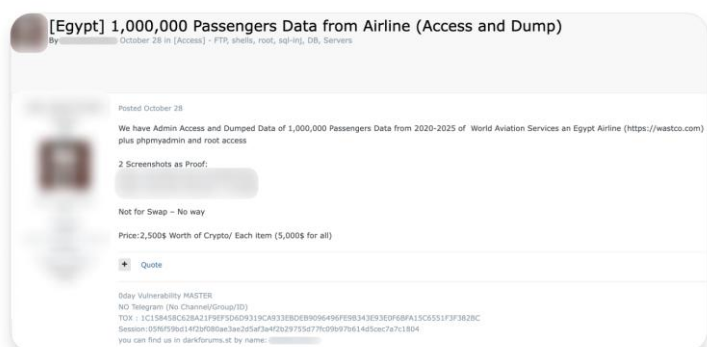 [Egypt] 1,000,000 Passengers Data from Airline (Access and Dump)
By October 28 in [Access] - FTP, shells, root, sql-inj, DB, Servers
Posted October 28
We have Admin Access and Dumped Data of 1,000,000 Passengers Data from 2020-2025 of World Aviation Services an Egypt Airline (https://wastco.com)
plus phpmyadmin and root access
2 Screenshots as Proof:
Not for Swap – No way
Price:2,500$ Worth of Crypto/ Each item (5,000$ for all)
+ Quote
0day Vulnerability MASTER
NO Telegram (No Channel/Group/ID)
TOX :
you can find us in darkforums.st by name: